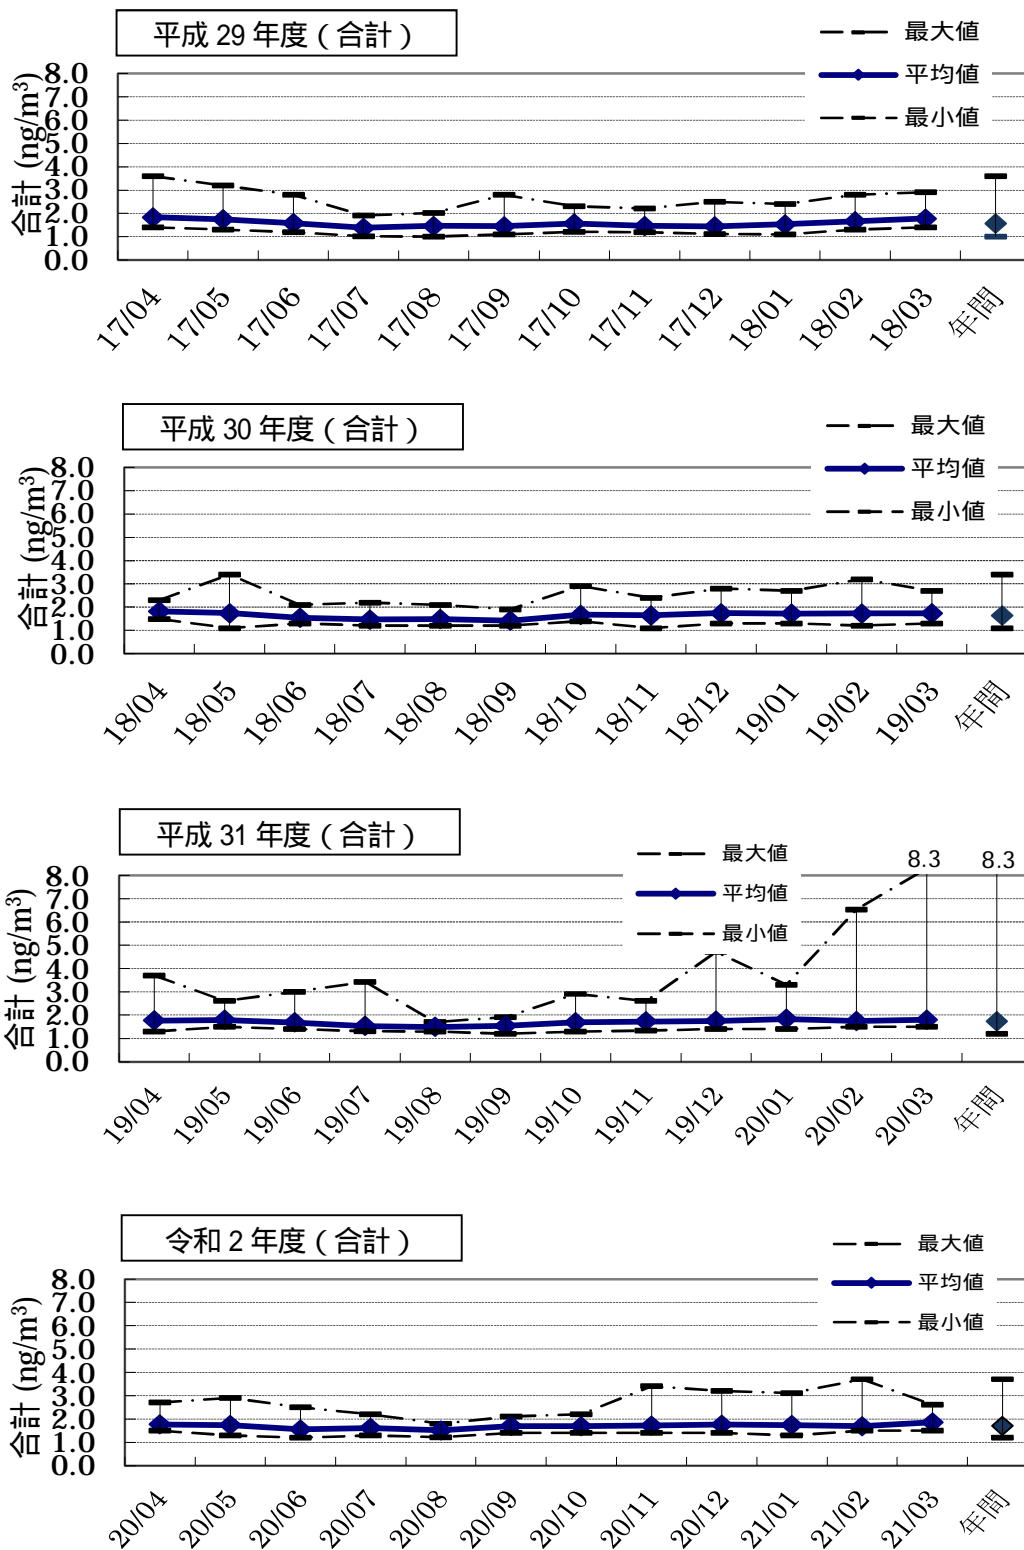 平成 29 年度(合計)
最大値
平均値
最小値
合計 (ng/m³)
8.0
7.0
6.0
5.0
4.0
3.0
2.0
1.0
0.0
17/04 17/05 17/06 17/07 17/08 17/09 17/10 17/11 17/12 18/01 18/02 18/03 年間
平成 30 年度(合計)
最大値
平均値
最小値
合計 (ng/m³)
8.0
7.0
6.0
5.0
4.0
3.0
2.0
1.0
0.0
18/04 18/05 18/06 18/07 18/08 18/09 18/10 18/11 18/12 19/01 19/02 19/03 年間
平成 31 年度(合計)
最大値
平均値
最小値
8.3 8.3
合計 (ng/m³)
8.0
7.0
6.0
5.0
4.0
3.0
2.0
1.0
0.0
19/04 19/05 19/06 19/07 19/08 19/09 19/10 19/11 19/12 20/01 20/02 20/03 年間
令和 2 年度(合計)
最大値
平均値
最小値
合計 (ng/m³)
8.0
7.0
6.0
5.0
4.0
3.0
2.0
1.0
0.0
20/04 20/05 20/06 20/07 20/08 20/09 20/10 20/11 20/12 21/01 21/02 21/03 年間